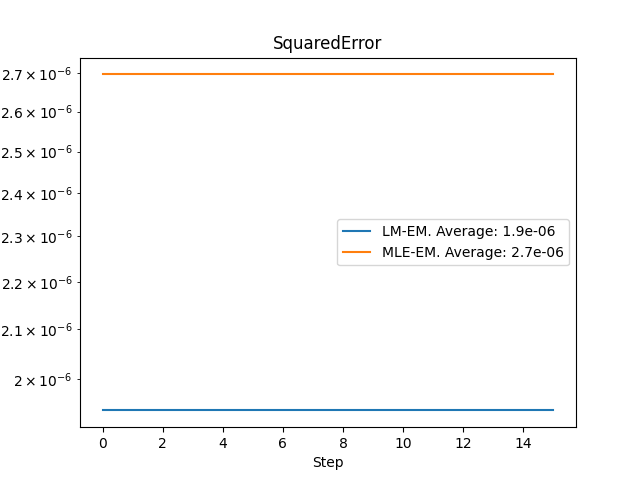 SquaredError
2.7 × 10⁻⁶
2.6 × 10⁻⁶
2.5 × 10⁻⁶
2.4 × 10⁻⁶
2.3 × 10⁻⁶
2.2 × 10⁻⁶
2.1 × 10⁻⁶
2 × 10⁻⁶
LM-EM. Average: 1.9e-06
MLE-EM. Average: 2.7e-06
0 2 4 6 8 10 12 14
Step